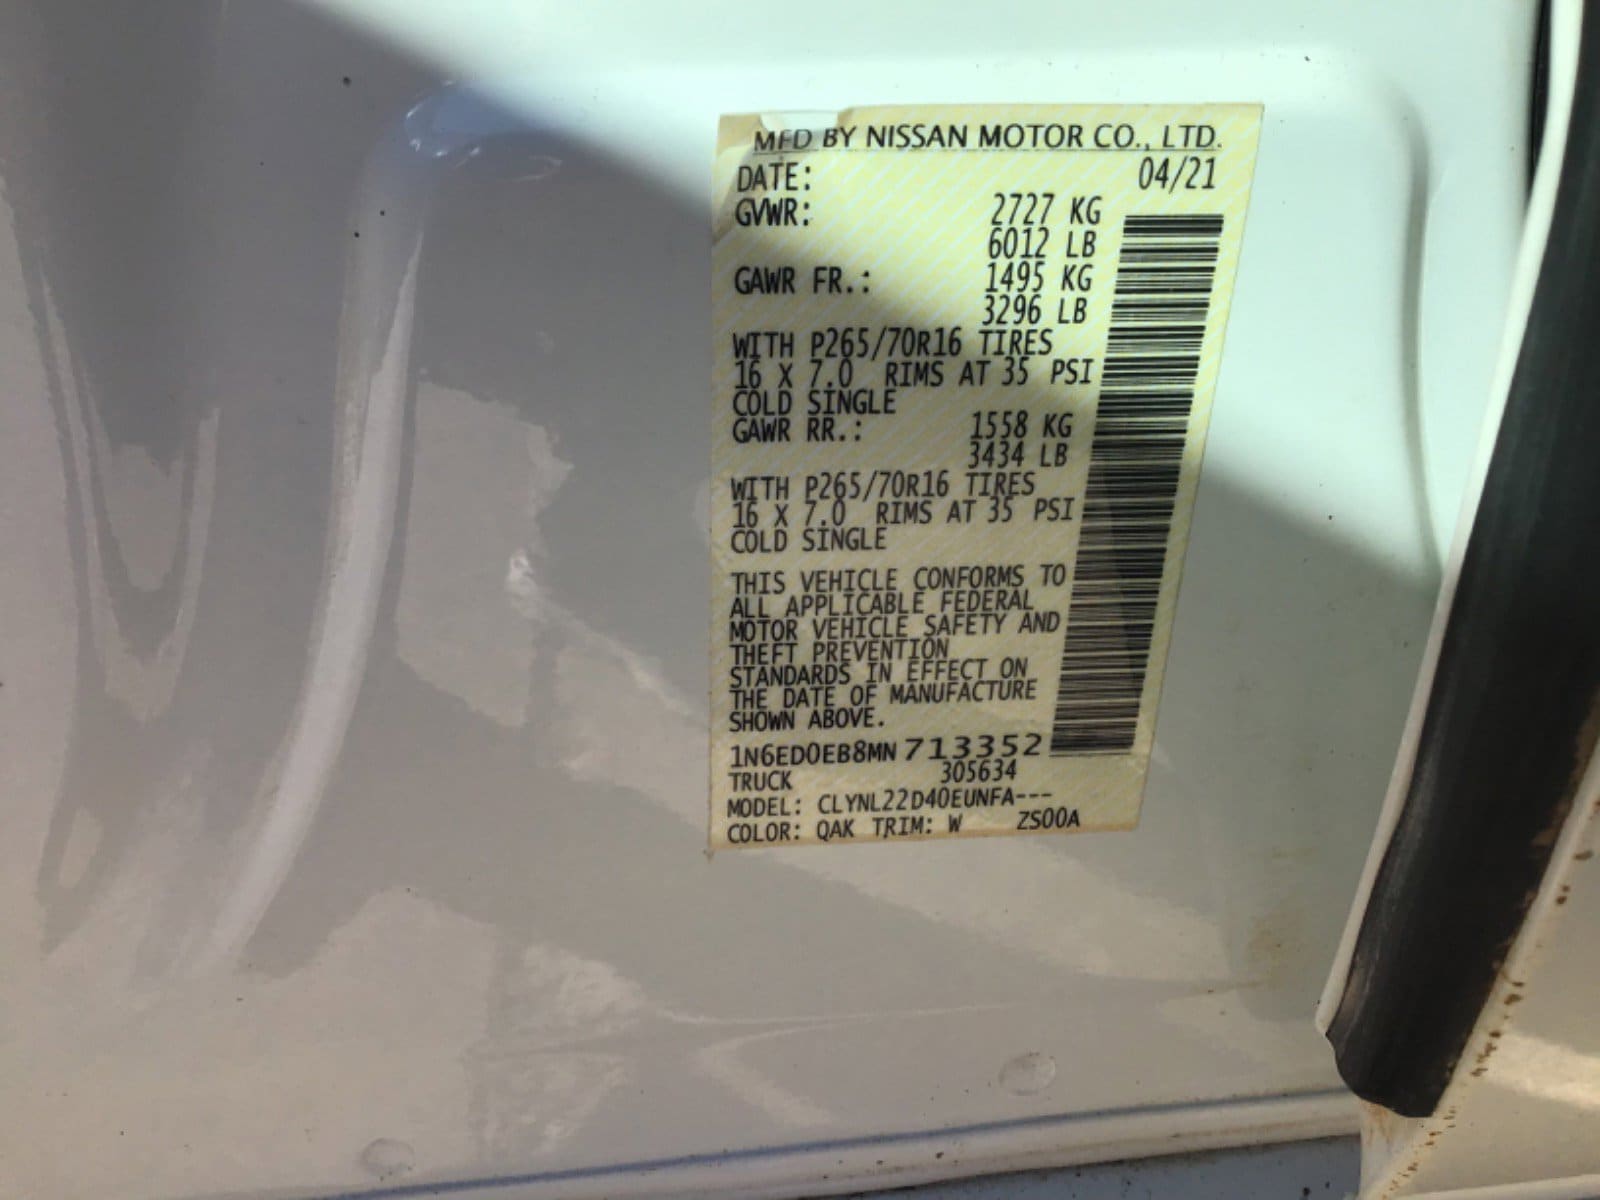 MFD BY NISSAN MOTOR CO., LTD.
DATE: 04/21
GVWR: 2727 KG
6012 LB
GAWR FR.: 1495 KG
3296 LB
WITH P265/70R16 TIRES
16 X 7.0 RIMS AT 35 PSI
COLD SINGLE
GAWR RR.: 1558 KG
3434 LB
WITH P265/70R16 TIRES
16 X 7.0 RIMS AT 35 PSI
COLD SINGLE
THIS VEHICLE CONFORMS TO
ALL APPLICABLE FEDERAL
MOTOR VEHICLE SAFETY AND
THEFT PREVENTION
STANDARDS IN EFFECT ON
THE DATE OF MANUFACTURE
SHOWN ABOVE.
1N6ED0EB8MN713352
TRUCK 305634
MODEL: CLYNL22D40EUNFA---
COLOR: QAK TRIM: W ZS00A